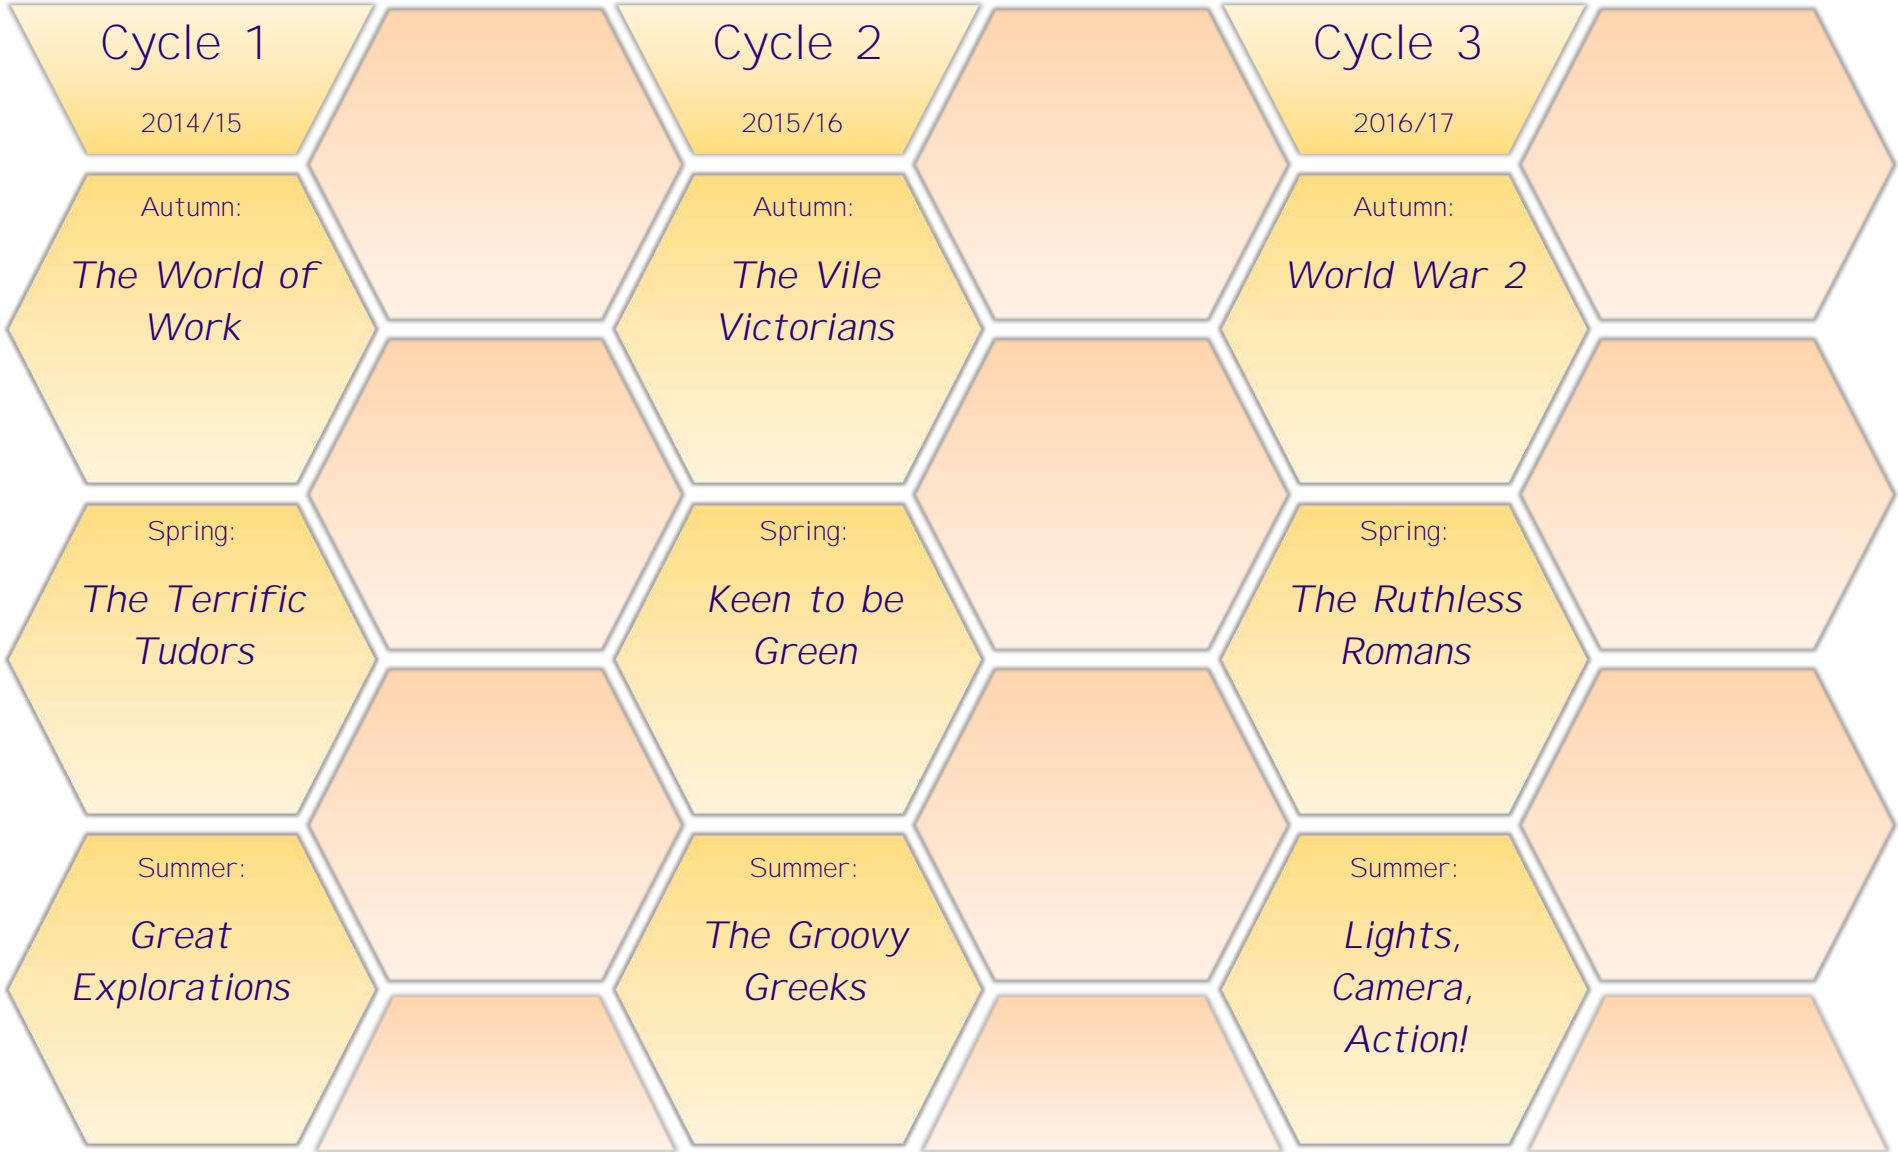 Cycle 1
2014/15
Autumn:
The World of
Work
Spring:
The Terrific
Tudors
Summer:
Great
Explorations
Cycle 2
2015/16
Autumn:
The Vile
Victorians
Spring:
Keen to be
Green
Summer:
The Groovy
Greeks
Cycle 3
2016/17
Autumn:
World War 2
Spring:
The Ruthless
Romans
Summer:
Lights,
Camera,
Action!